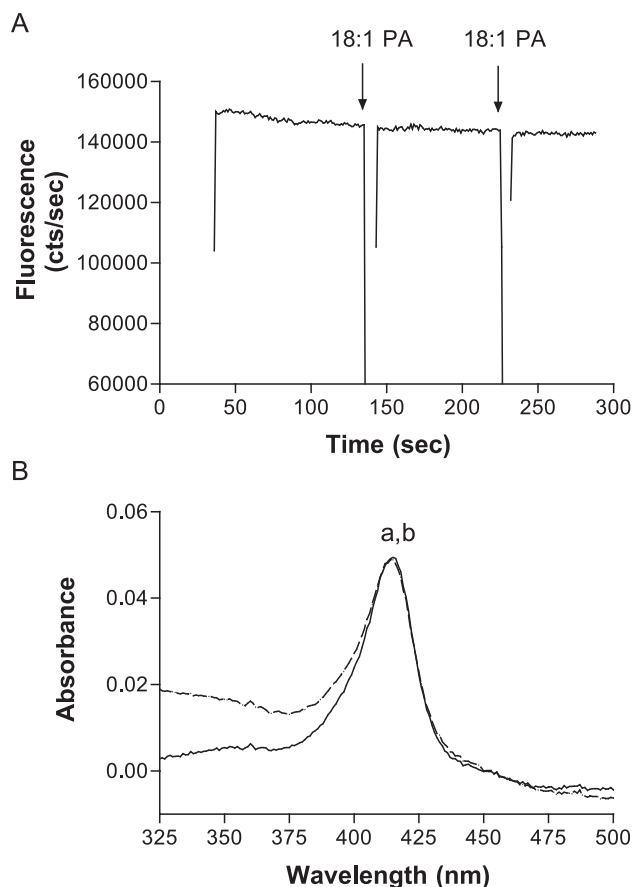 A
18:1 PA 18:1 PA
160000
140000
120000
100000
80000
60000
Fluorescence
(cts/sec)
0 50 100 150 200 250 300
Time (sec)
B
0.06
0.04
0.02
0.00
Absorbance
a,b
325 350 375 400 425 450 475 500
Wavelength (nm)